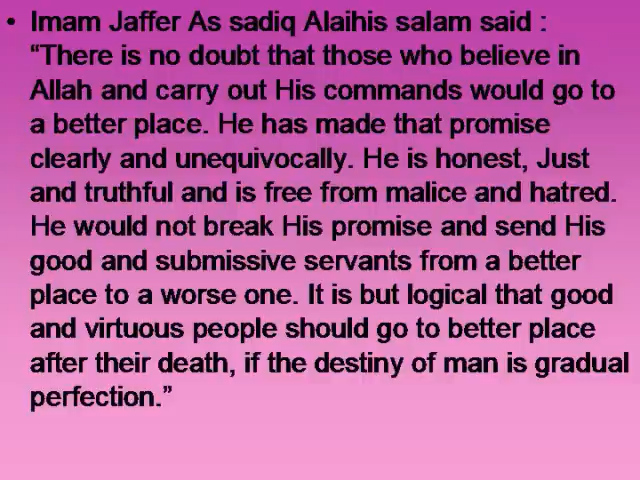 • Imam Jaffer As sadiq Alaihis salam said :
“There is no doubt that those who believe in
Allah and carry out His commands would go to
a better place. He has made that promise
clearly and unequivocally. He is honest, Just
and truthful and is free from malice and hatred.
He would not break His promise and send His
good and submissive servants from a better
place to a worse one. It is but logical that good
and virtuous people should go to better place
after their death, if the destiny of man is gradual
perfection.”